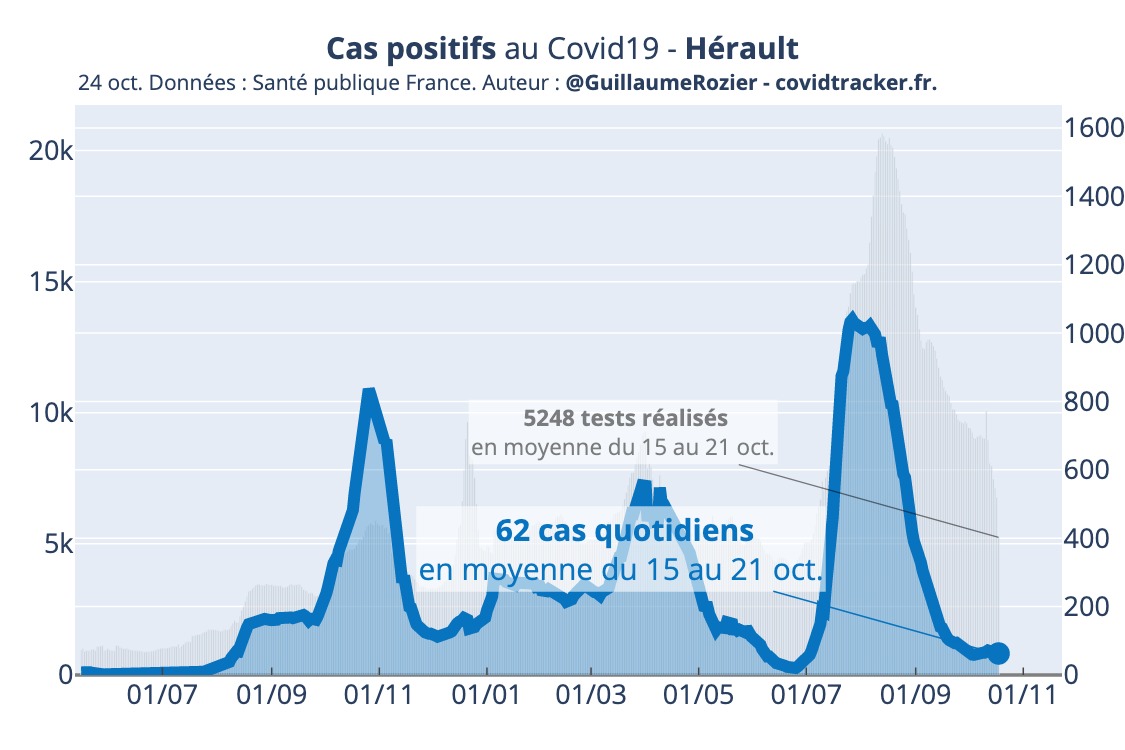 Cas positifs au Covid19 - Hérault
24 oct. Données : Santé publique France. Auteur : @GuillaumeRozier - covidtracker.fr.
20k
15k
10k
5k
0
1600
1400
1200
1000
800
600
400
200
0
5248 tests réalisés
en moyenne du 15 au 21 oct.
62 cas quotidiens
en moyenne du 15 au 21 oct.
01/07 01/09 01/11 01/01 01/03 01/05 01/07 01/09 01/11